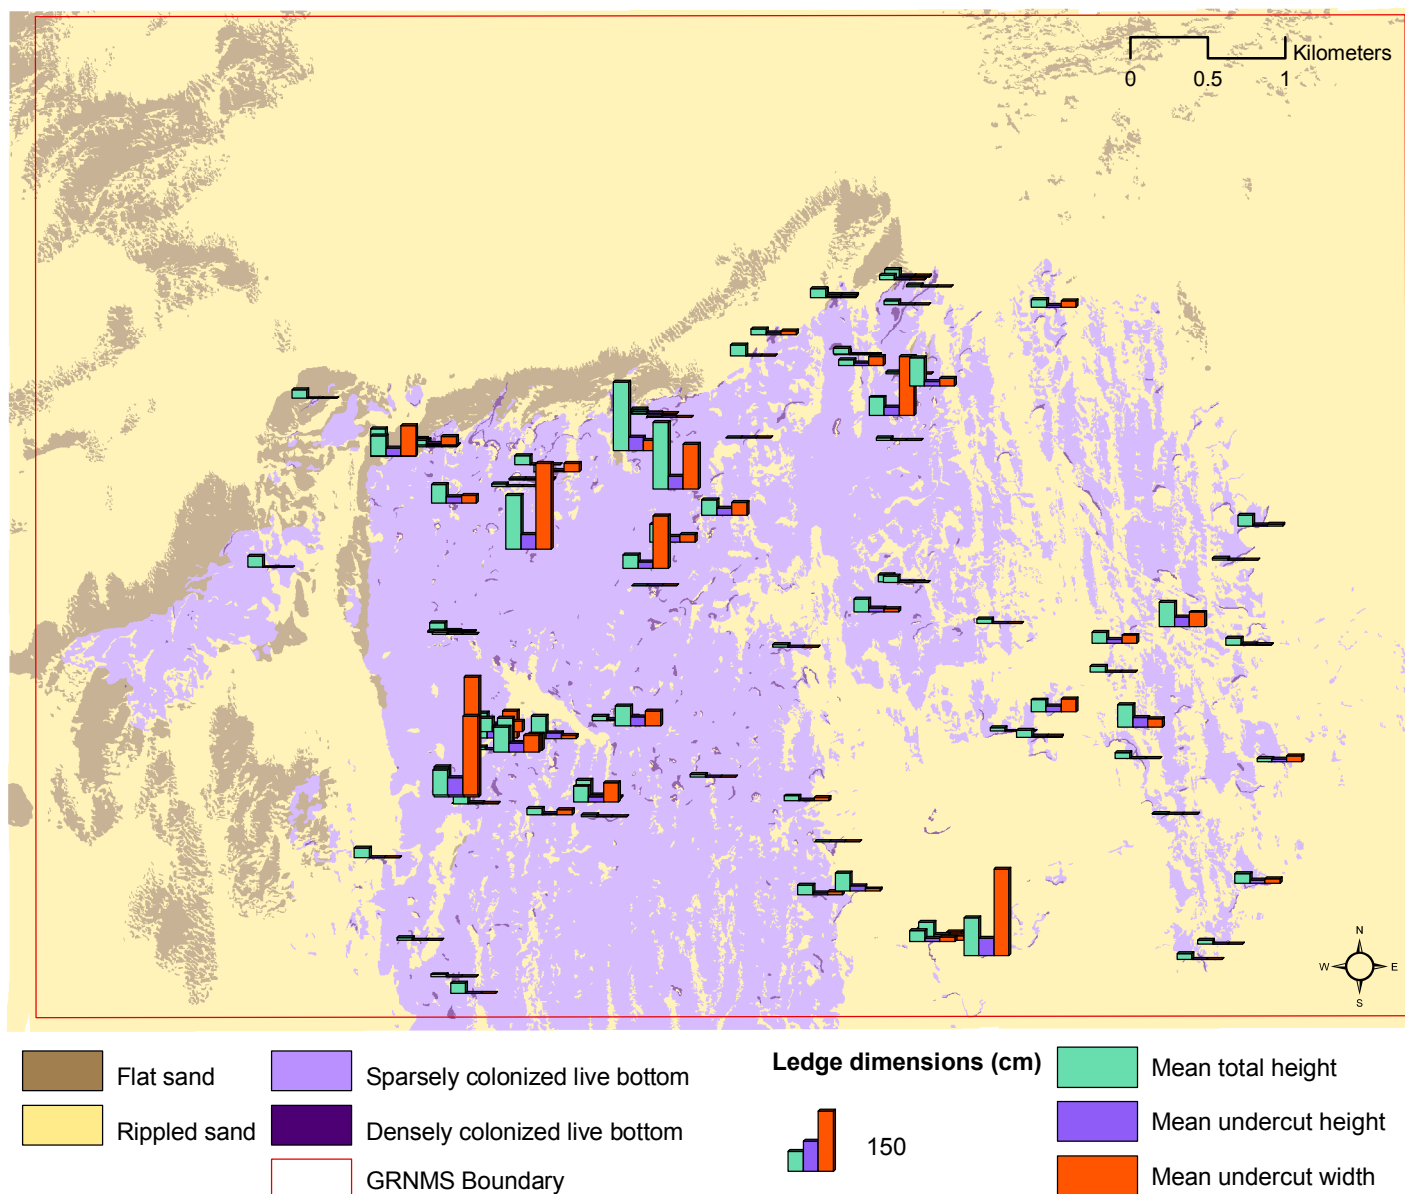 Kilometers
0 0.5 1
N
W E
S
Flat sand
Rippled sand
Sparsely colonized live bottom
Densely colonized live bottom
GRNMS Boundary
Ledge dimensions (cm)
150
Mean total height
Mean undercut height
Mean undercut width